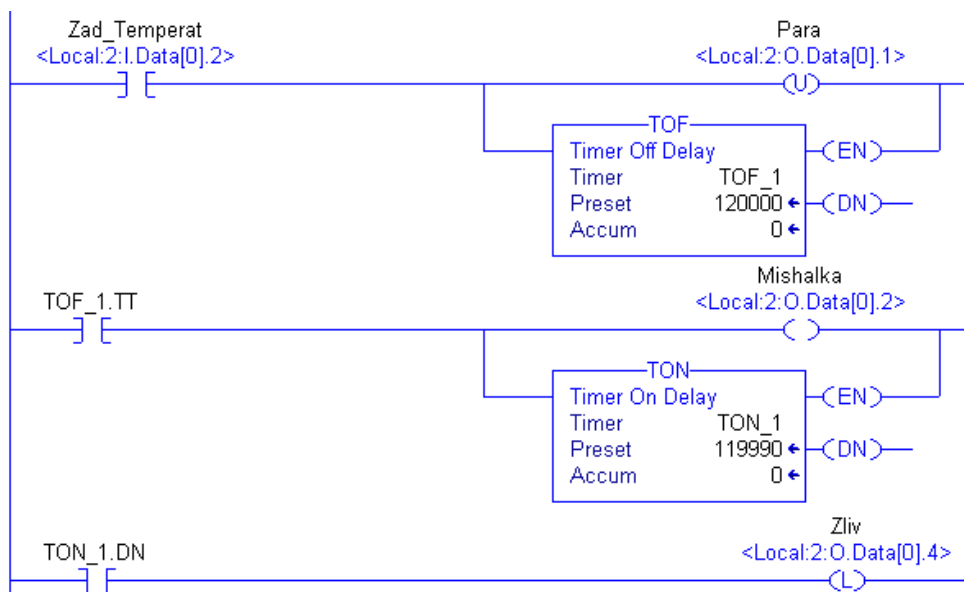 Zad_Temperat
<Local:2:I.Data[0].2>
Para
<Local:2:O.Data[0].1>
U
TOF
Timer Off Delay
Timer TOF_1
Preset 120000
Accum 0
EN
DN
TOF_1.TT
Mishalka
<Local:2:O.Data[0].2>
TON
Timer On Delay
Timer TON_1
Preset 119990
Accum 0
EN
DN
TON_1.DN
Zliv
<Local:2:O.Data[0].4>
L